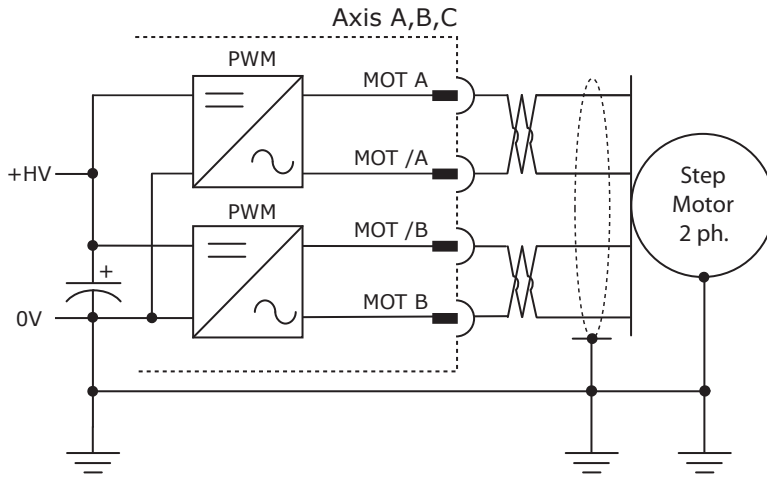 Axis A,B,C
PWM
MOT A
MOT /A
+HV
PWM
MOT /B
+
0V
MOT B
Step
Motor
2 ph.